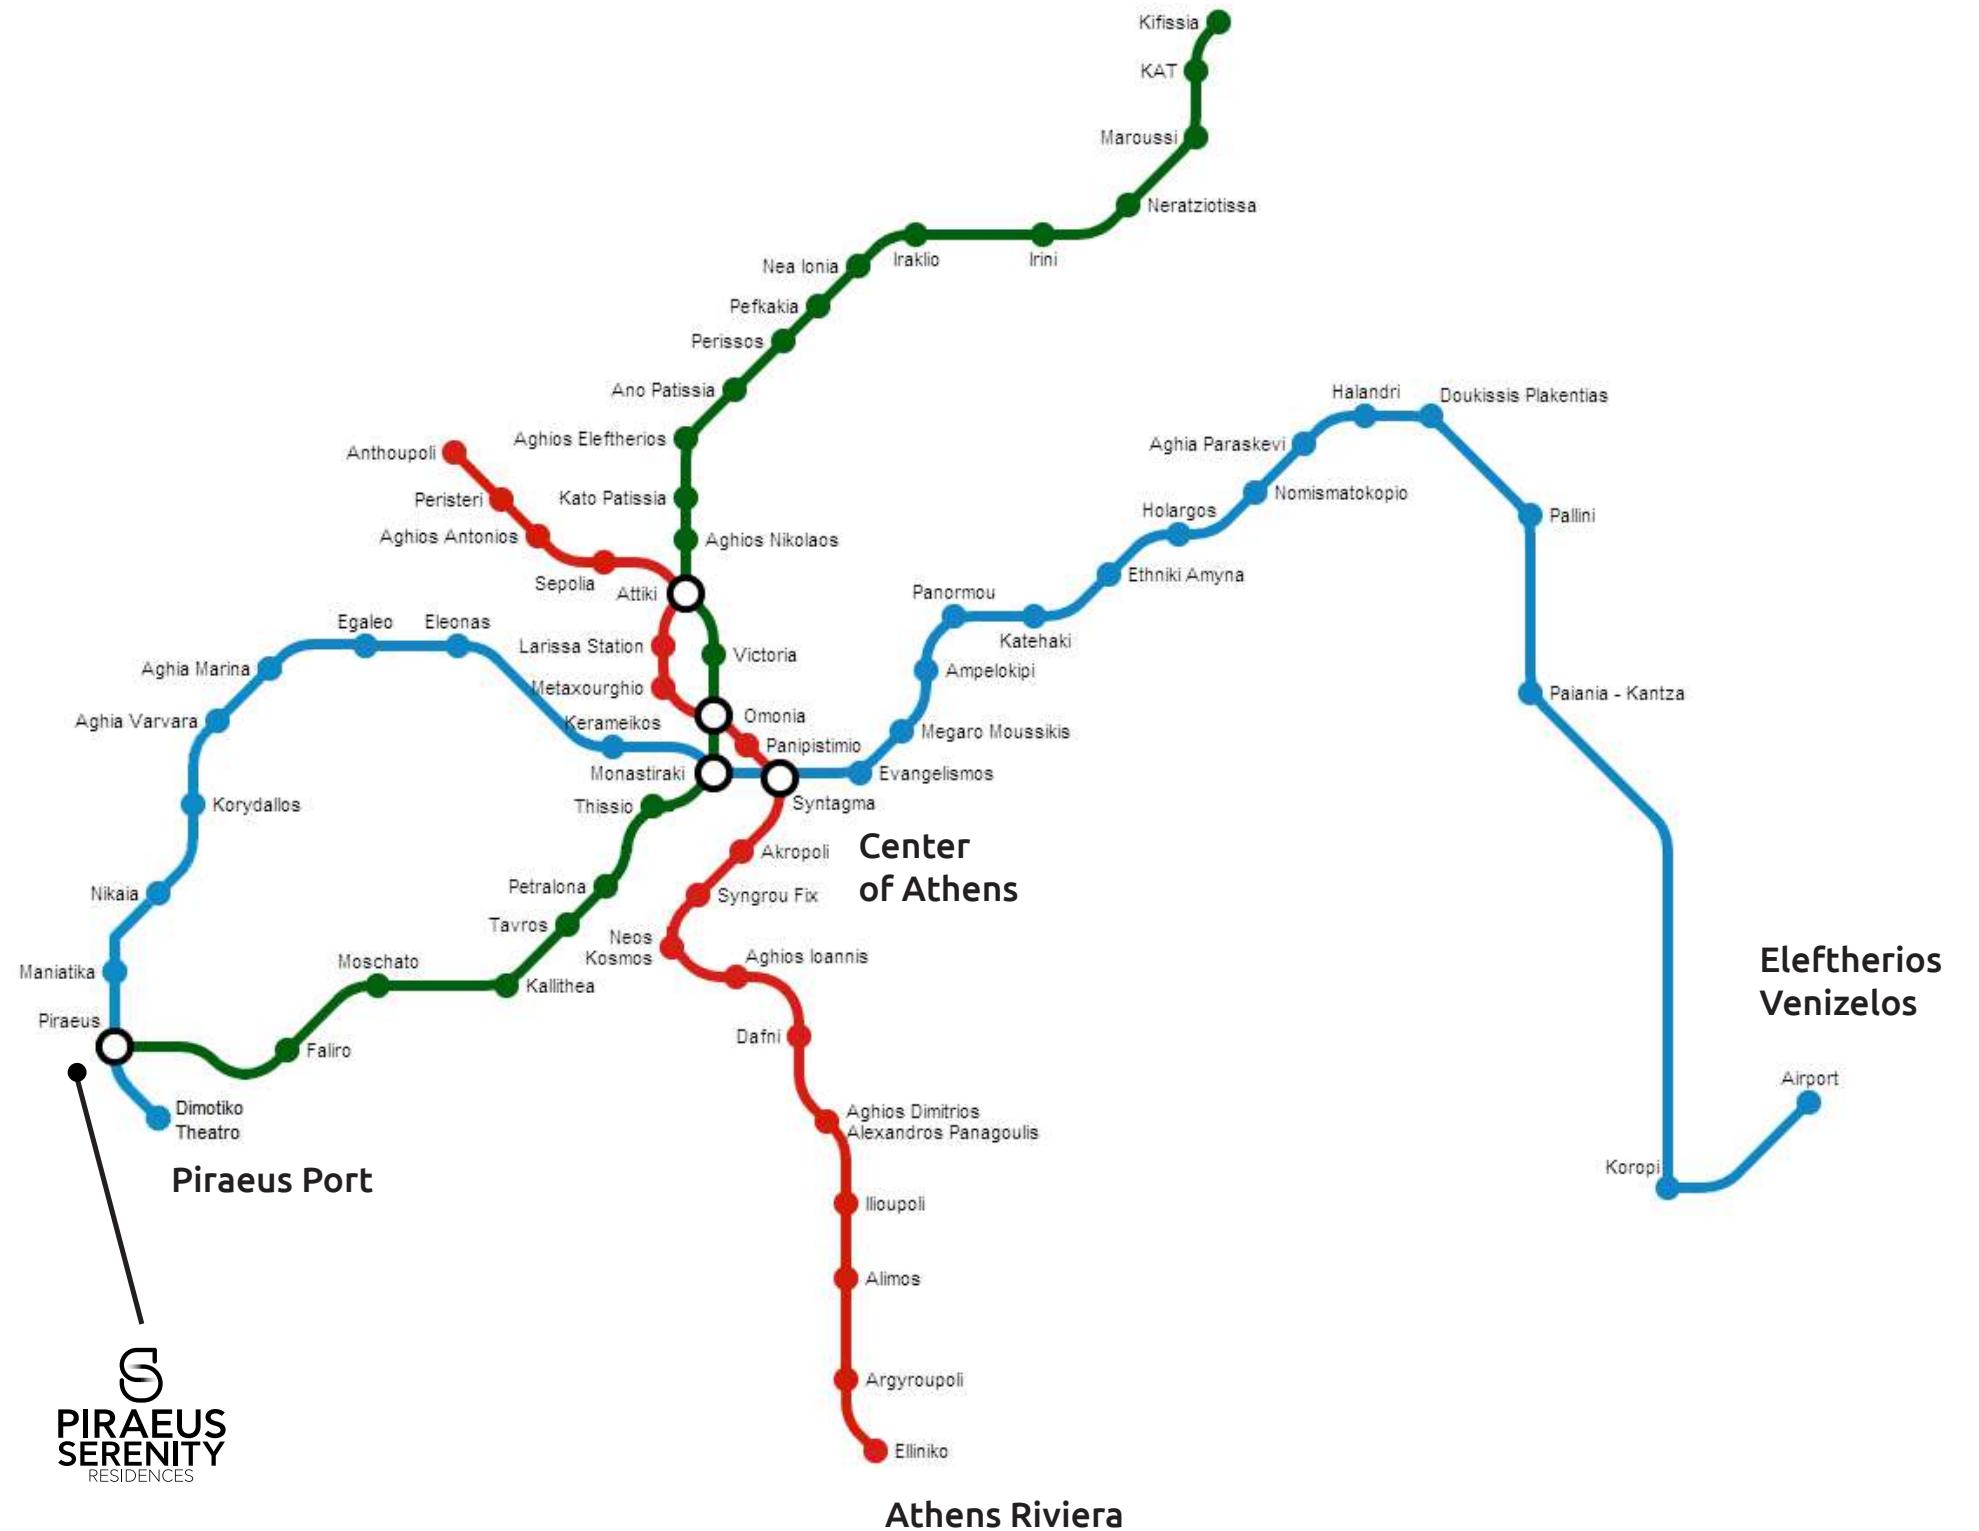 Kifissia
KAT
Maroussi
Neratziotissa
Iraklio
Irini
Nea Ionia
Pefkakia
Perissos
Ano Patissia
Aghios Eleftherios
Kato Patissia
Aghios Nikolaos
Anthoupoli
Peristeri
Aghios Antonios
Sepolia
Attiki
Larissa Station
Victoria
Metaxourghio
Omonia
Panipistimio
Egaleo
Eleonas
Aghia Marina
Aghia Varvara
Kerameikos
Monastiraki
Thissio
Syntagma
Korydallos
Nikaia
Maniatika
Piraeus
Petralona
Tavros
Moschato
Kallithea
Faliro
Dimotiko
Theatro
Piraeus Port
Halandri
Doukissis Plakentias
Aghia Paraskevi
Nomismatokopio
Holargos
Ethniki Amyna
Panormou
Katehaki
Ampelokipi
Megaro Moussikis
Evangelismos
Pallini
Paiania - Kantza
Center
of Athens
Akropoli
Syngrou Fix
Neos
Kosmos
Aghios Ioannis
Dafni
Aghios Dimitrios
Alexandros Panagoulis
Ilioupoli
Alimos
Argyroupoli
Elliniko
Athens Riviera
Eleftherios
Venizelos
Airport
Koropi
PIRAEUS
SERENITY
RESIDENCES